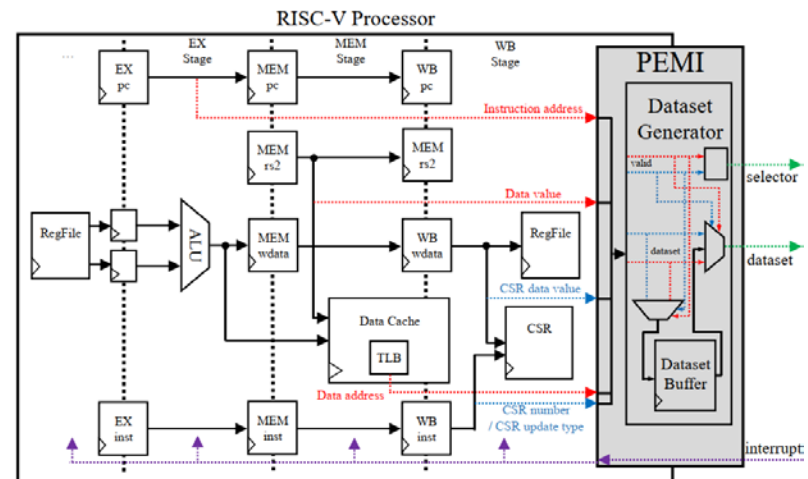 RISC-V Processor
...
EX
Stage
MEM
Stage
WB
Stage
PEMI
EX
pc
MEM
pc
WB
pc
Instruction address
Dataset
Generator
MEM
rs2
WB
rs2
valid
selector
Data value
RegFile
ALU
MEM
wdata
WB
wdata
RegFile
dataset
dataset
CSR data value
Data Cache
TLB
CSR
Data address
Dataset
Buffer
EX
inst
MEM
inst
WB
inst
CSR number
/ CSR update type
interrupt